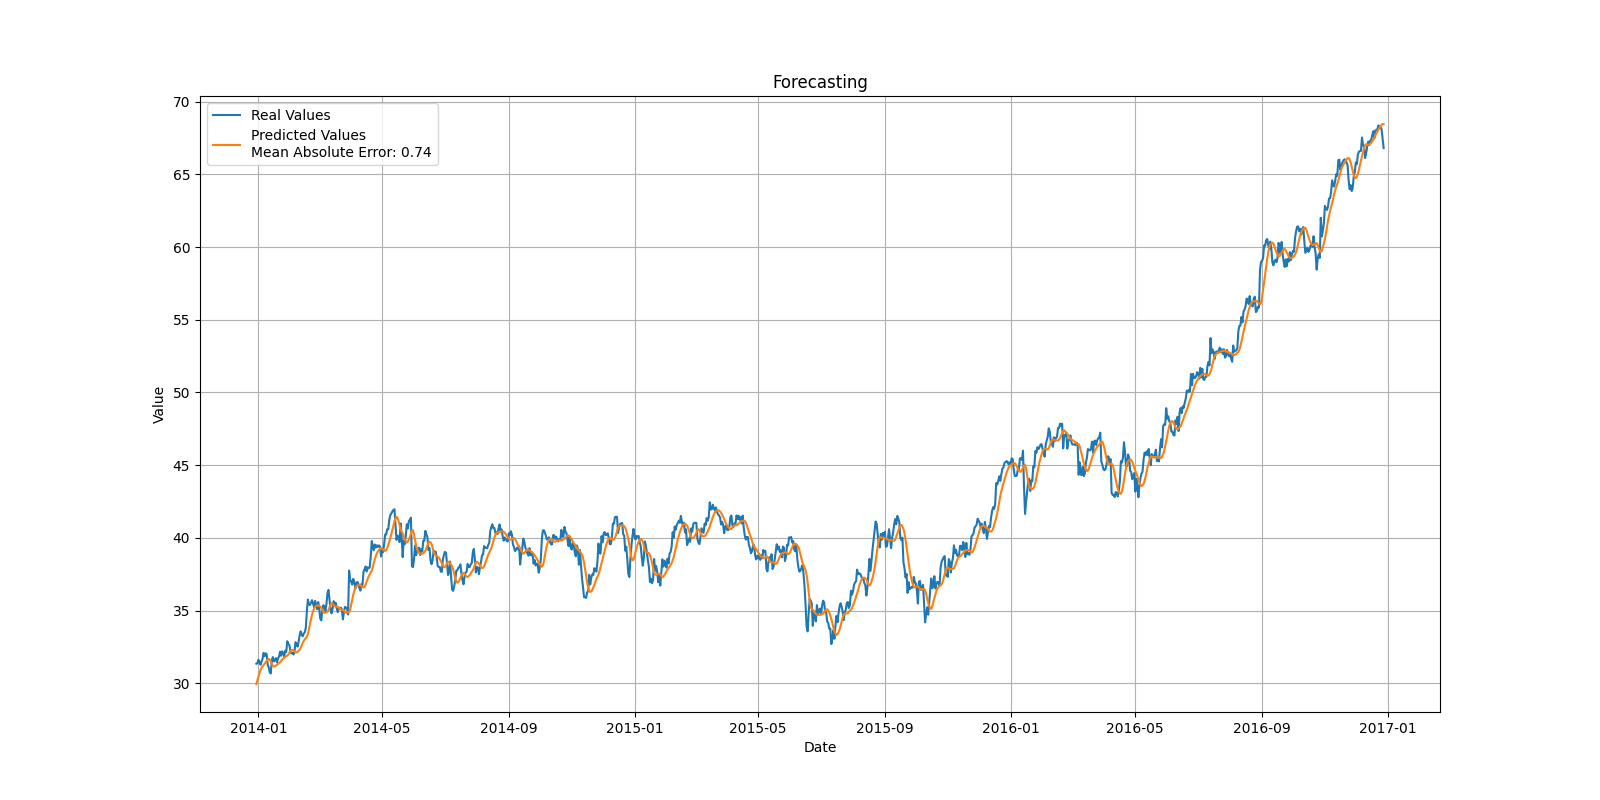 Forecasting
Real Values
Predicted Values
Mean Absolute Error: 0.74
70
65
60
55
50
45
40
35
30
Value
2014-01 2014-05 2014-09 2015-01 2015-05 2015-09 2016-01 2016-05 2016-09 2017-01
Date